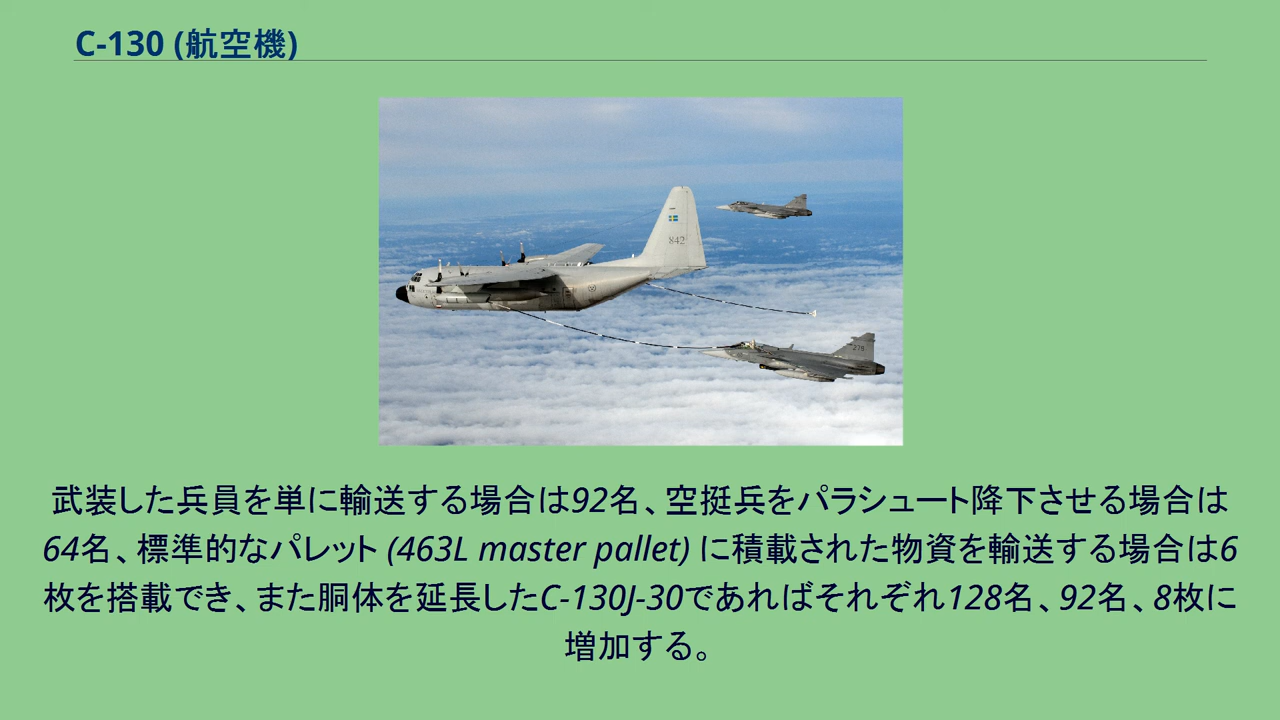 C-130 (航空機)
842
278
武装した兵員を単に輸送する場合は92名、空挺兵をパラシュート降下させる場合は
64名、標準的なパレット (463L master pallet) に積載された物資を輸送する場合は6
枚を搭載でき、また胴体を延長したC-130J-30であればそれぞれ128名、92名、8枚に
増加する。